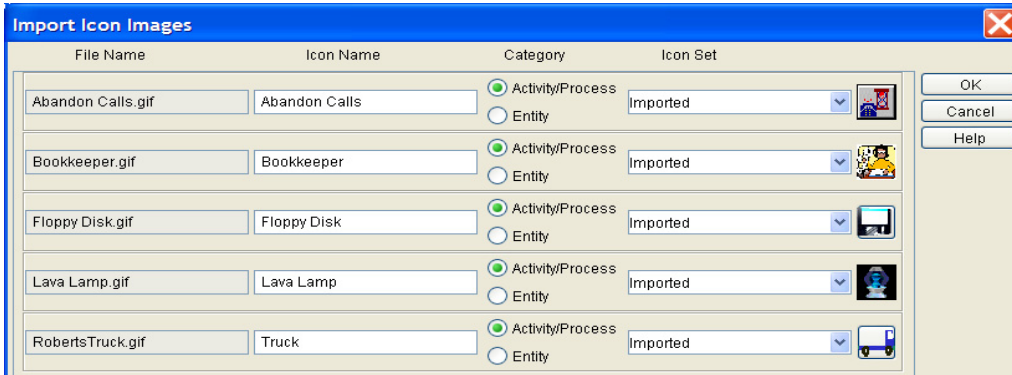 Import Icon Images
File Name Icon Name Category Icon Set
Abandon Calls.gif Abandon Calls Activity/Process Imported
Entity
OK
Cancel
Help
Bookkeeper.gif Bookkeeper Activity/Process Imported
Entity
Floppy Disk.gif Floppy Disk Activity/Process Imported
Entity
Lava Lamp.gif Lava Lamp Activity/Process Imported
Entity
RobertsTruck.gif Truck Activity/Process Imported
Entity